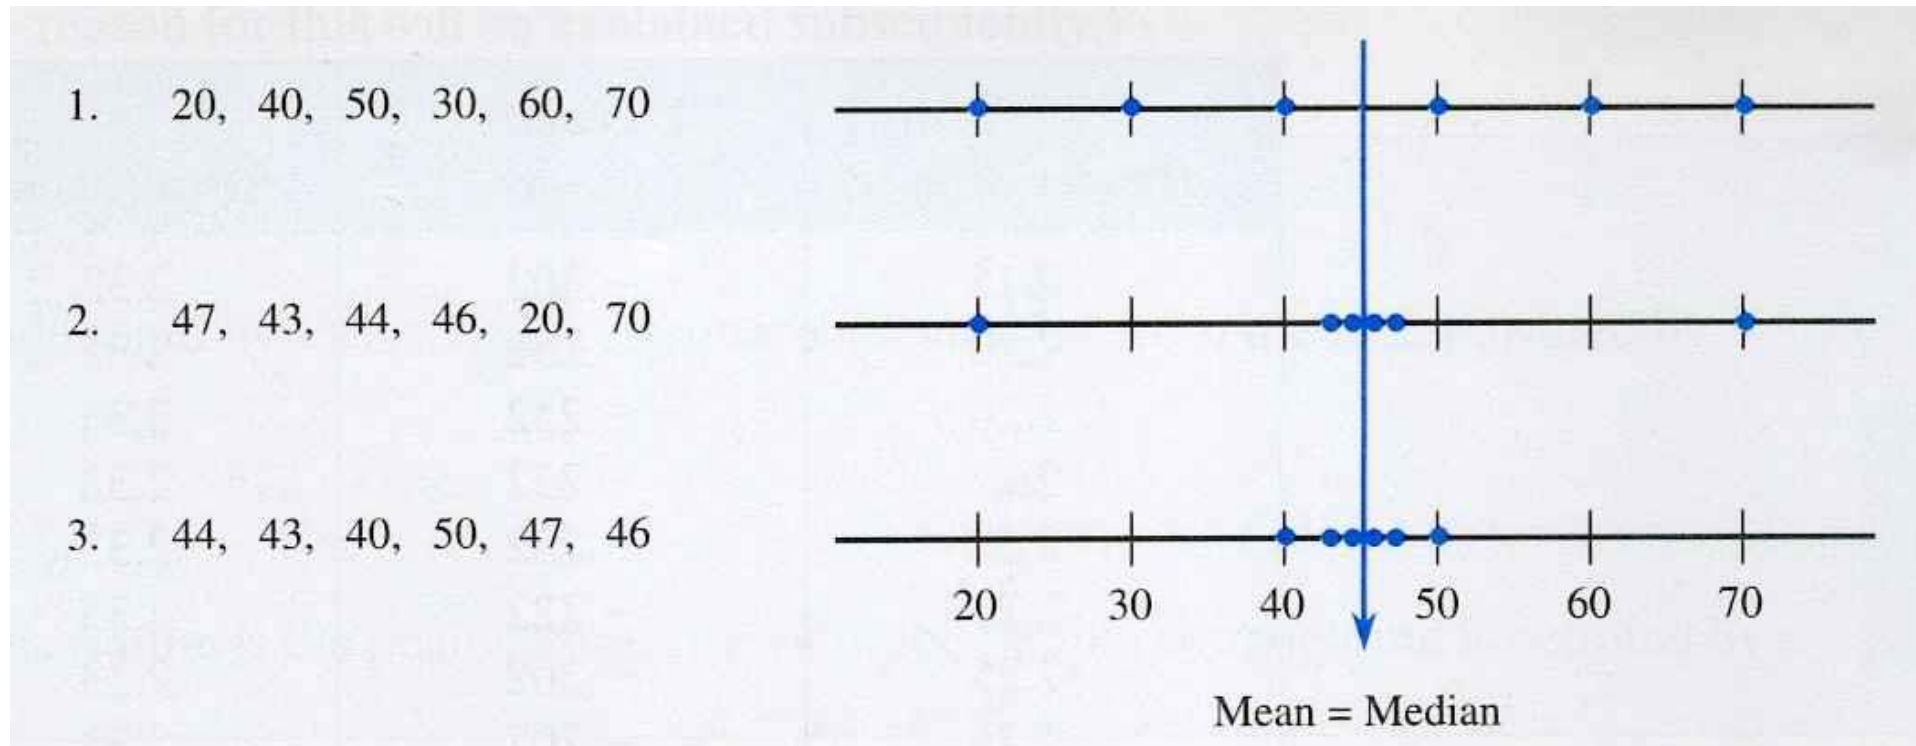 1. 20, 40, 50, 30, 60, 70
2. 47, 43, 44, 46, 20, 70
3. 44, 43, 40, 50, 47, 46
20 30 40 50 60 70
Mean = Median